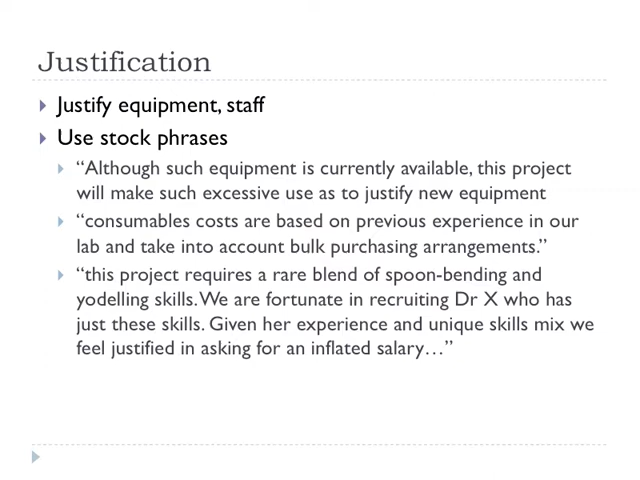 Justification
Justify equipment, staff
Use stock phrases
“Although such equipment is currently available, this project
will make such excessive use as to justify new equipment
“consumables costs are based on previous experience in our
lab and take into account bulk purchasing arrangements.”
“this project requires a rare blend of spoon-bending and
yodelling skills. We are fortunate in recruiting Dr X who has
just these skills. Given her experience and unique skills mix we
feel justified in asking for an inflated salary…”